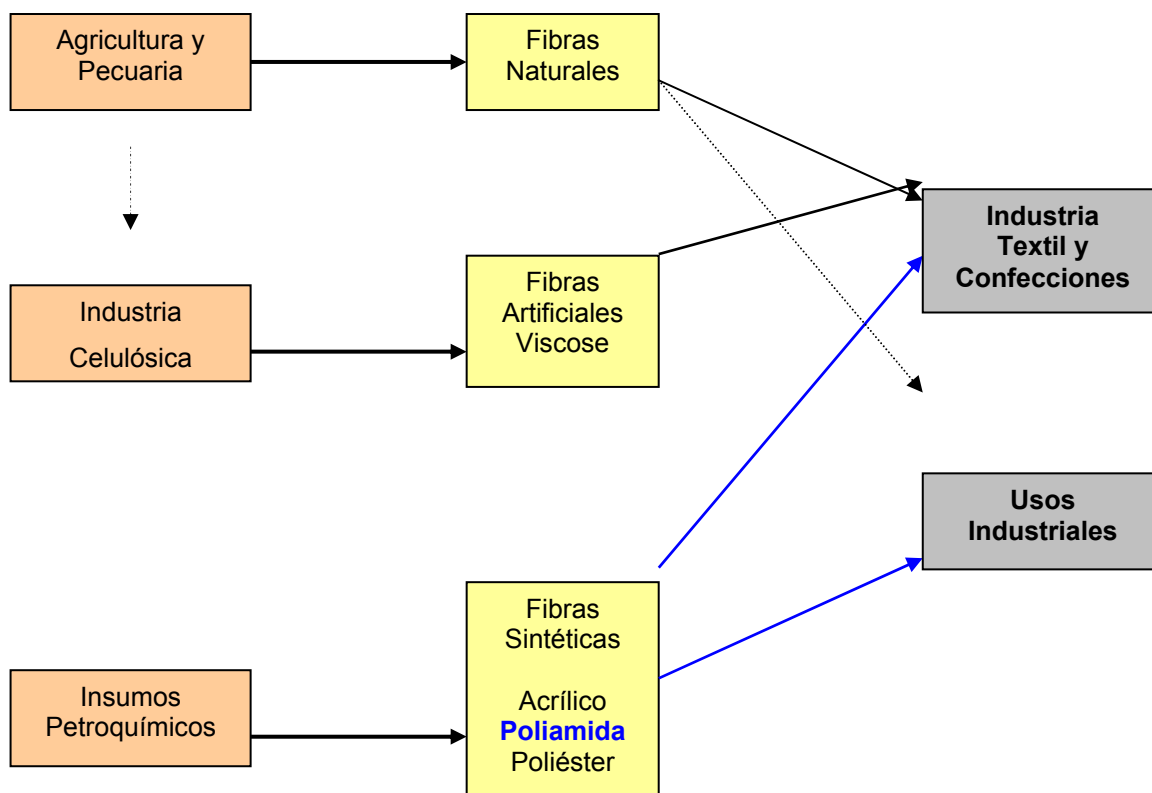 Agricultura y
Pecuaria
Fibras
Naturales
Industria
Textil y
Confecciones
Industria
Celulósica
Fibras
Artificiales
Viscose
Usos
Industriales
Insumos
Petroquímicos
Fibras
Sintéticas
Acrílico
Poliamida
Poliéster